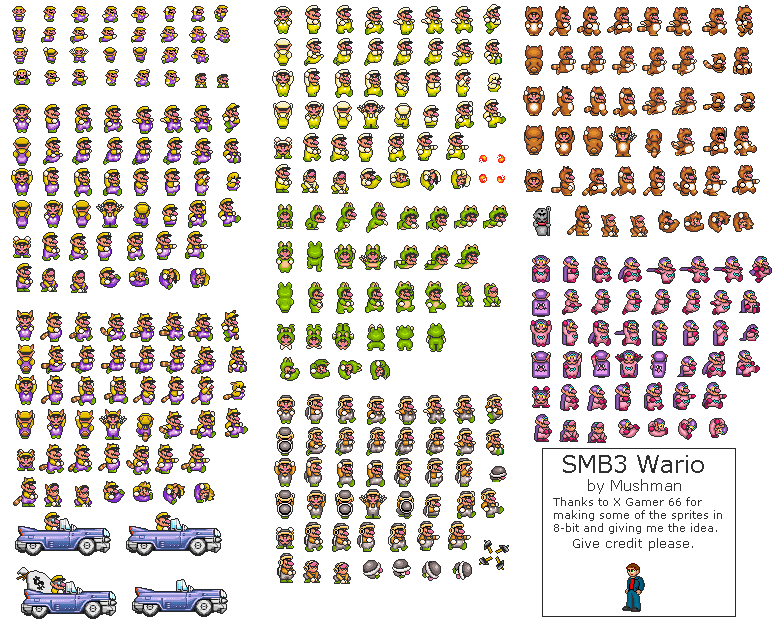 SMB3 Wario
by Mushman
Thanks to X Gamer 66 for
making some of the sprites in
8-bit and giving me the idea.
Give credit please.